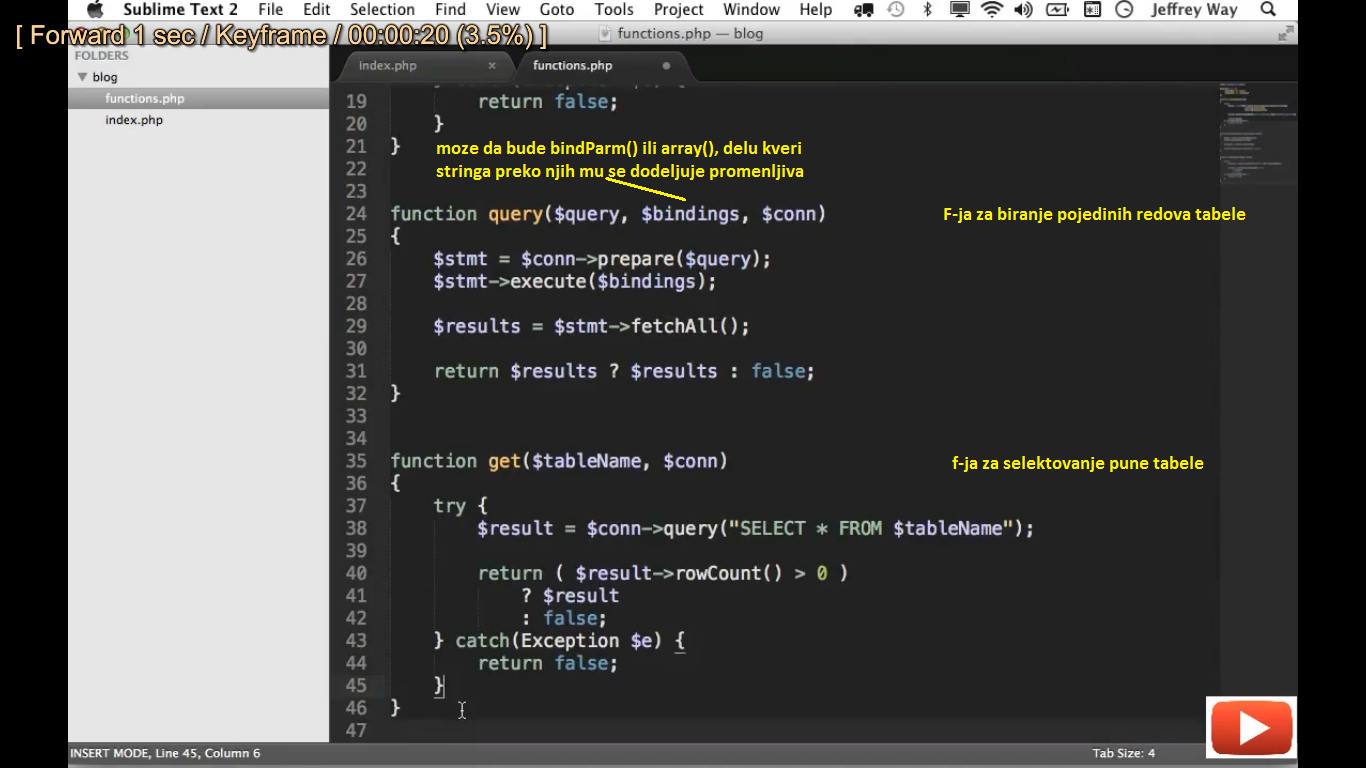 Sublime Text 2 File Edit Selection Find View Goto Tools Project Window Help Jeffrey Way
[ Forward 1 sec / Keyframe / 00:00:20 (3.5%) ]
functions.php — blog
FOLDERS
blog
functions.php
index.php
index.php × functions.php
19 return false;
20 }
21 }
moze da bude bindParm() ili array(), delu kveri
22
stringa preko njih mu se dodeljuje promenljiva
23
24 function query($query, $bindings, $conn)
F-ja za biranje pojedinih redova tabele
25 {
26 $stmt = $conn->prepare($query);
27 $stmt->execute($bindings);
28
29 $results = $stmt->fetchAll();
30
31 return $results ? $results : false;
32 }
33
34
35 function get($tableName, $conn)
f-ja za selektovanje pune tabele
36 {
37 try {
38 $result = $conn->query("SELECT * FROM $tableName");
39
40 return ( $result->rowCount() > 0 )
41 ? $result
42 : false;
43 } catch(Exception $e) {
44 return false;
45 }
46 }
47
INSERT MODE, Line 45, Column 6 Tab Size: 4